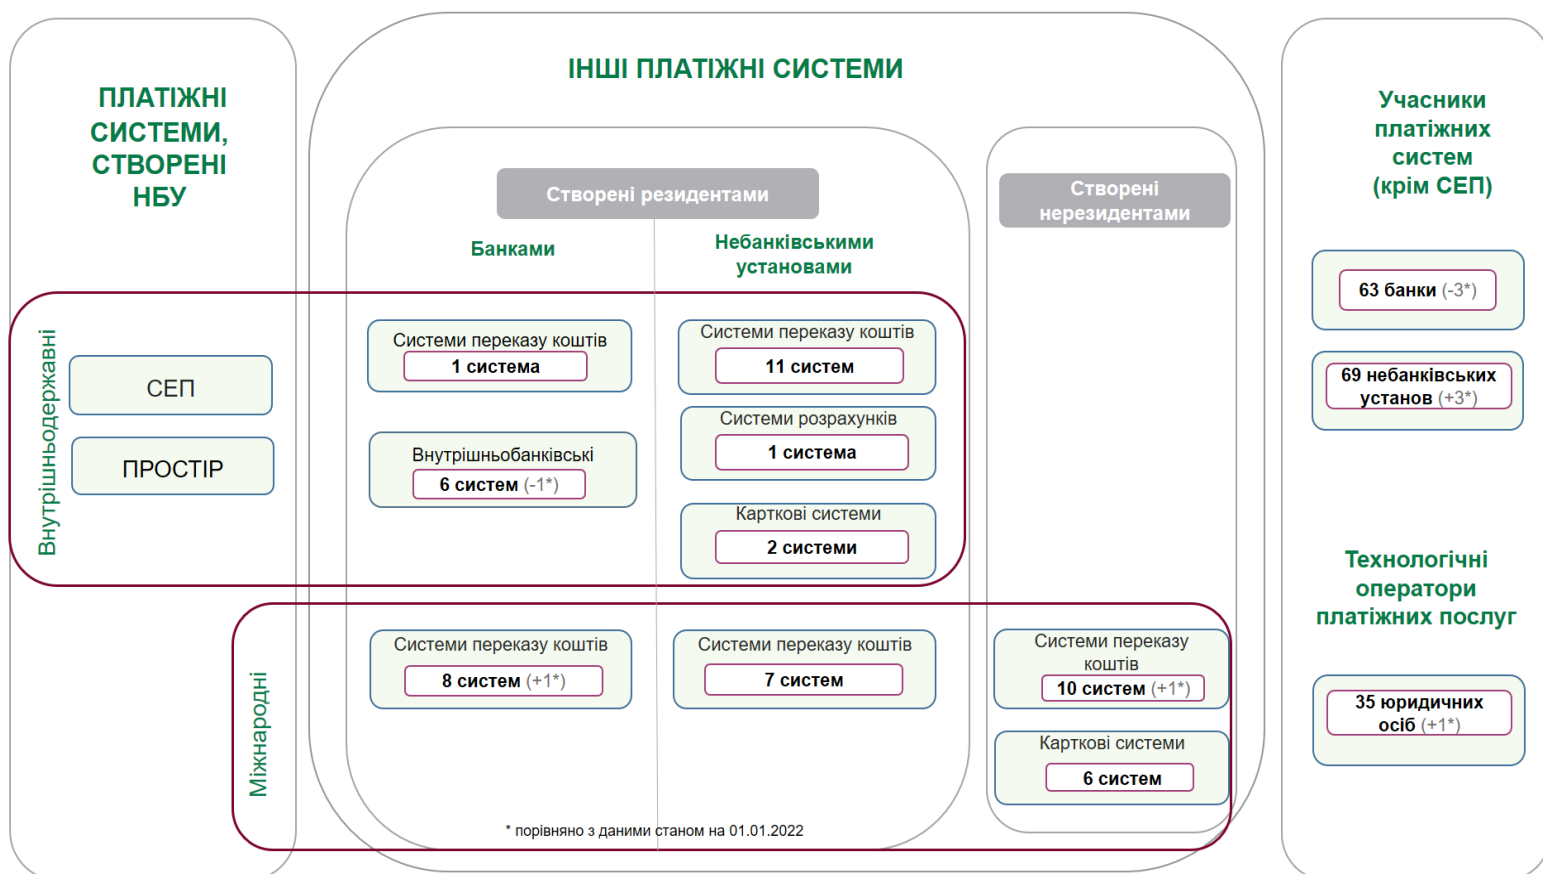 ПЛАТІЖНІ
СИСТЕМИ,
СТВОРЕНІ
НБУ
Внутрішньодержавні
СЕП
ПРОСТІР
ІНШІ ПЛАТІЖНІ СИСТЕМИ
Створені резидентами
Банками
Небанківськими
установами
Системи переказу коштів
1 система
Внутрішньобанківські
6 систем (-1*)
Системи переказу коштів
11 систем
Системи розрахунків
1 система
Карткові системи
2 системи
Створені
нерезидентами
Міжнародні
Системи переказу коштів
8 систем (+1*)
Системи переказу коштів
7 систем
Системи переказу
коштів
10 систем (+1*)
Карткові системи
6 систем
* порівняно з даними станом на 01.01.2022
Учасники
платіжних
систем
(крім СЕП)
63 банки (-3*)
69 небанківських
установ (+3*)
Технологічні
оператори
платіжних послуг
35 юридичних
осіб (+1*)